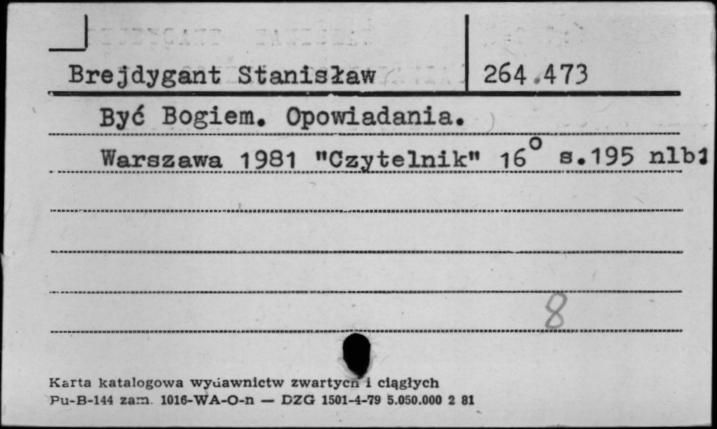 Brejdygant Stanisław 264.473
Być Bogiem. Opowiadania.
Warszawa 1981 "Czytelnik" 16° s.195 nlb1
8
Karta katalogowa wydawnictw zwartych i ciągłych
Pu-B-144 zam. 1016-WA-O-n — DZG 1501-4-79 5.050.000 2 81